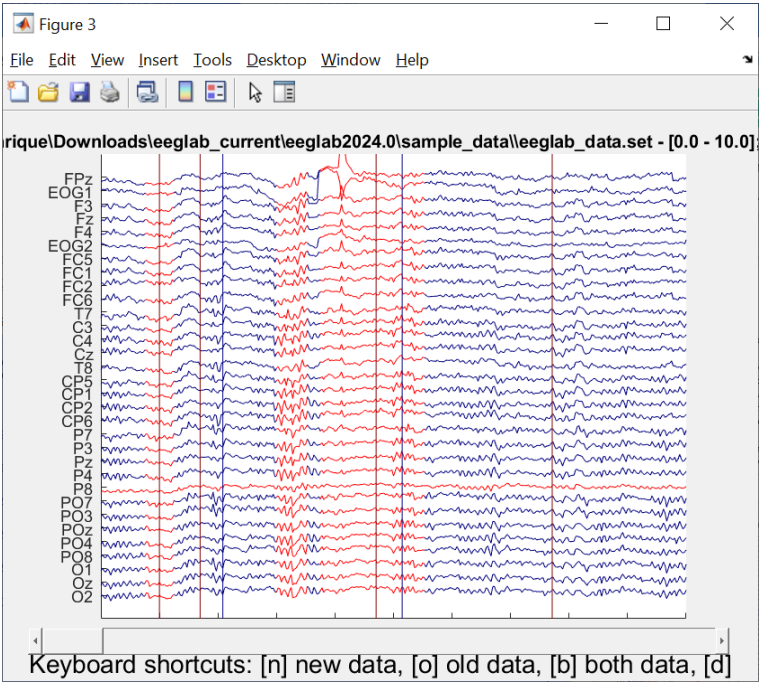 Figure 3
File Edit View Insert Tools Desktop Window Help
rique\Downloads\eeglab_current\eeglab2024.0\sample_data\\eeglab_data.set - [0.0 - 10.0];
FPz
EOG1
F3
Fz
F4
EOG2
FC5
FC1
FC2
FC6
T7
C3
C4
Cz
T8
CP5
CP1
CP2
CP6
P7
P3
Pz
P4
P8
PO7
PO3
POz
PO4
PO8
O1
Oz
O2
Keyboard shortcuts: [n] new data, [o] old data, [b] both data, [d]